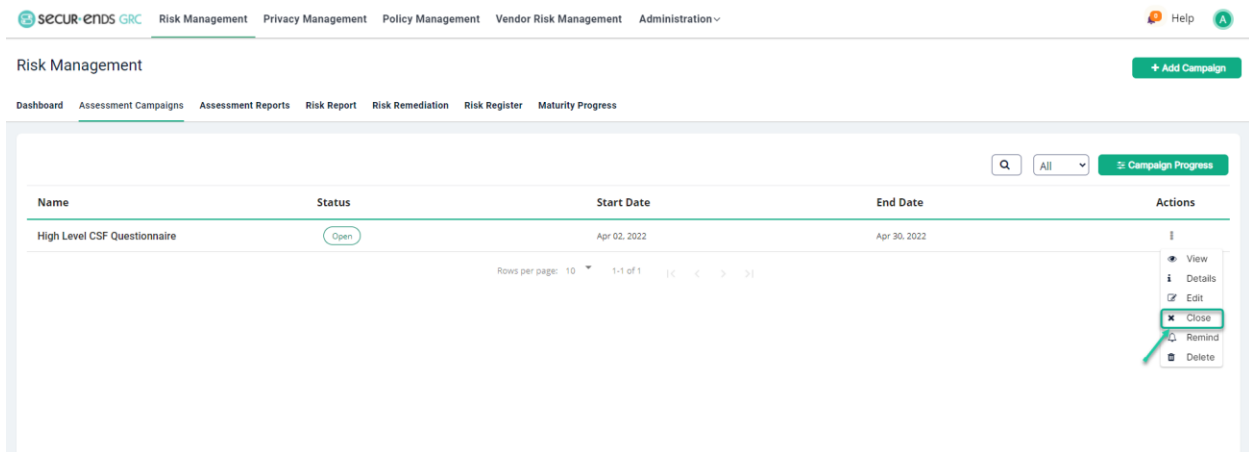 SECUR-ENDS GRC Risk Management Privacy Management Policy Management Vendor Risk Management Administration 0 Help A
Risk Management + Add Campaign
Dashboard Assessment Campaigns Assessment Reports Risk Report Risk Remediation Risk Register Maturity Progress
All Campaign Progress
Name Status Start Date End Date Actions
High Level CSF Questionnaire Open Apr 02, 2022 Apr 30, 2022
Rows per page: 10 1-1 of 1
View
Details
Edit
Close
Remind
Delete